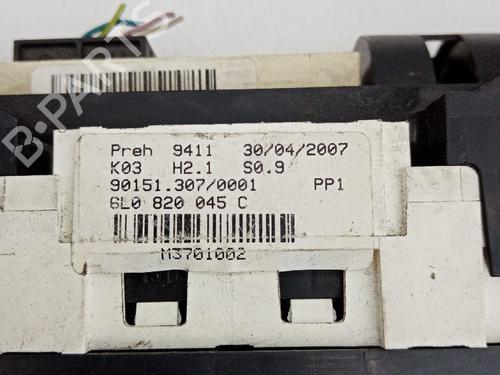 Preh 9411 30/04/2007
K03 H2.1 S0.9
90151.307/0001 PP1
6L0 820 045 C
M3701002
B-PARTS